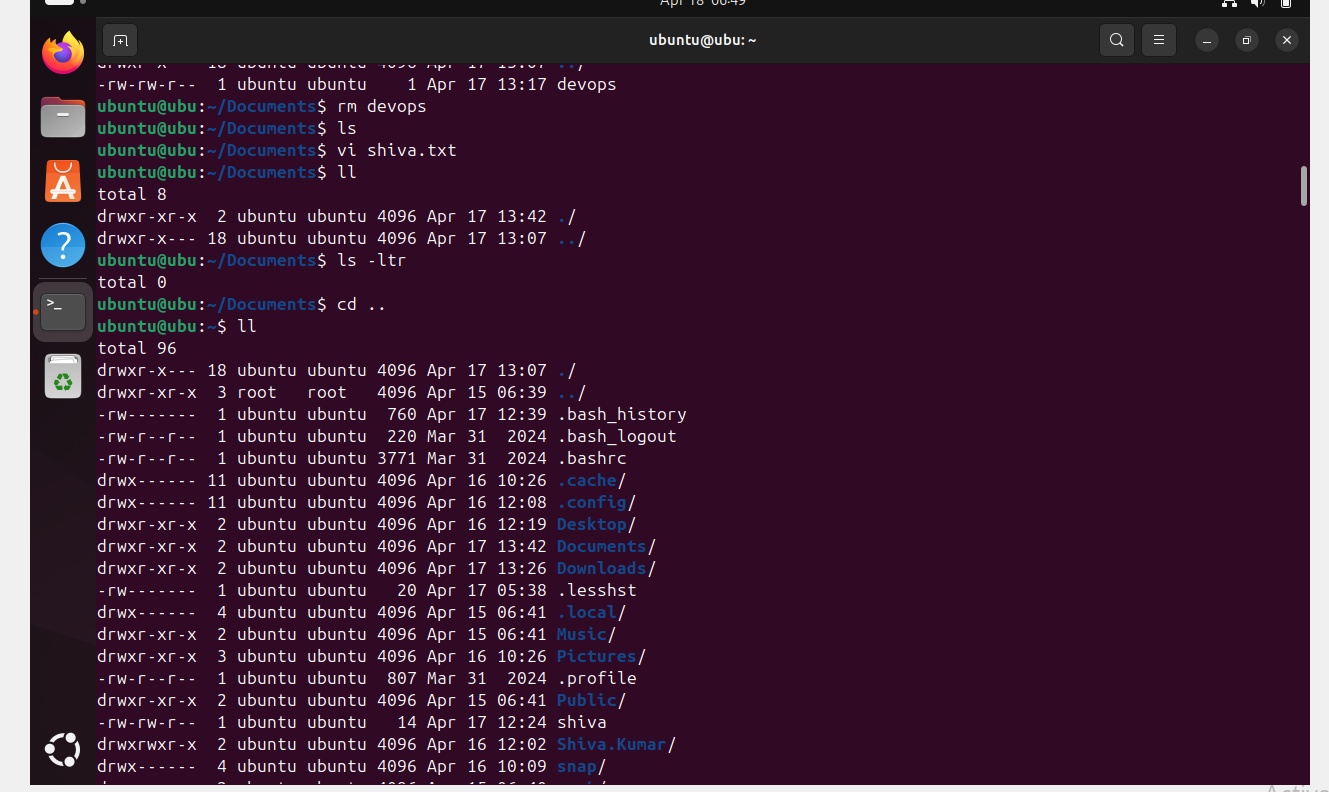 Apr 18 06:49
ubuntu@ubu: ~
drwxr-x--- 18 ubuntu ubuntu 4096 Apr 17 13:07 ../
-rw-rw-r--  1 ubuntu ubuntu    1 Apr 17 13:17 devops
ubuntu@ubu:~/Documents$ rm devops
ubuntu@ubu:~/Documents$ ls
ubuntu@ubu:~/Documents$ vi shiva.txt
ubuntu@ubu:~/Documents$ ll
total 8
drwxr-xr-x  2 ubuntu ubuntu 4096 Apr 17 13:42 ./
drwxr-x--- 18 ubuntu ubuntu 4096 Apr 17 13:07 ../
ubuntu@ubu:~/Documents$ ls -ltr
total 0
ubuntu@ubu:~/Documents$ cd ..
ubuntu@ubu:~$ ll
total 96
drwxr-x--- 18 ubuntu ubuntu 4096 Apr 17 13:07 ./
drwxr-xr-x  3 root   root   4096 Apr 15 06:39 ../
-rw-------  1 ubuntu ubuntu  760 Apr 17 12:39 .bash_history
-rw-r--r--  1 ubuntu ubuntu  220 Mar 31  2024 .bash_logout
-rw-r--r--  1 ubuntu ubuntu 3771 Mar 31  2024 .bashrc
drwx------ 11 ubuntu ubuntu 4096 Apr 16 10:26 .cache/
drwx------ 11 ubuntu ubuntu 4096 Apr 16 12:08 .config/
drwxr-xr-x  2 ubuntu ubuntu 4096 Apr 16 12:19 Desktop/
drwxr-xr-x  2 ubuntu ubuntu 4096 Apr 17 13:42 Documents/
drwxr-xr-x  2 ubuntu ubuntu 4096 Apr 17 13:26 Downloads/
-rw-------  1 ubuntu ubuntu   20 Apr 17 05:38 .lesshst
drwx------  4 ubuntu ubuntu 4096 Apr 15 06:41 .local/
drwxr-xr-x  2 ubuntu ubuntu 4096 Apr 15 06:41 Music/
drwxr-xr-x  3 ubuntu ubuntu 4096 Apr 16 10:26 Pictures/
-rw-r--r--  1 ubuntu ubuntu  807 Mar 31  2024 .profile
drwxr-xr-x  2 ubuntu ubuntu 4096 Apr 15 06:41 Public/
-rw-rw-r--  1 ubuntu ubuntu   14 Apr 17 12:24 shiva
drwxrwxr-x  2 ubuntu ubuntu 4096 Apr 16 12:02 Shiva.Kumar/
drwx------  4 ubuntu ubuntu 4096 Apr 16 10:09 snap/